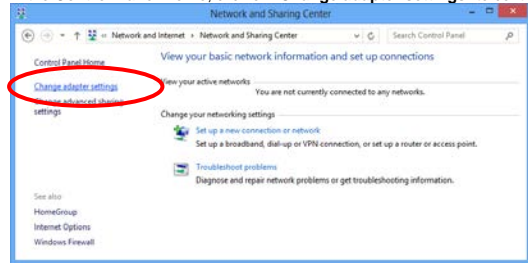 Network and Sharing Center
Network and Internet › Network and Sharing Center
Search Control Panel
Control Panel Home
Change adapter settings
Change advanced sharing
settings
See also
HomeGroup
Internet Options
Windows Firewall
View your basic network information and set up connections
View your active networks
You are not currently connected to any networks.
Change your networking settings
Set up a new connection or network
Set up a broadband, dial-up or VPN connection, or set up a router or access point.
Troubleshoot problems
Diagnose and repair network problems or get troubleshooting information.